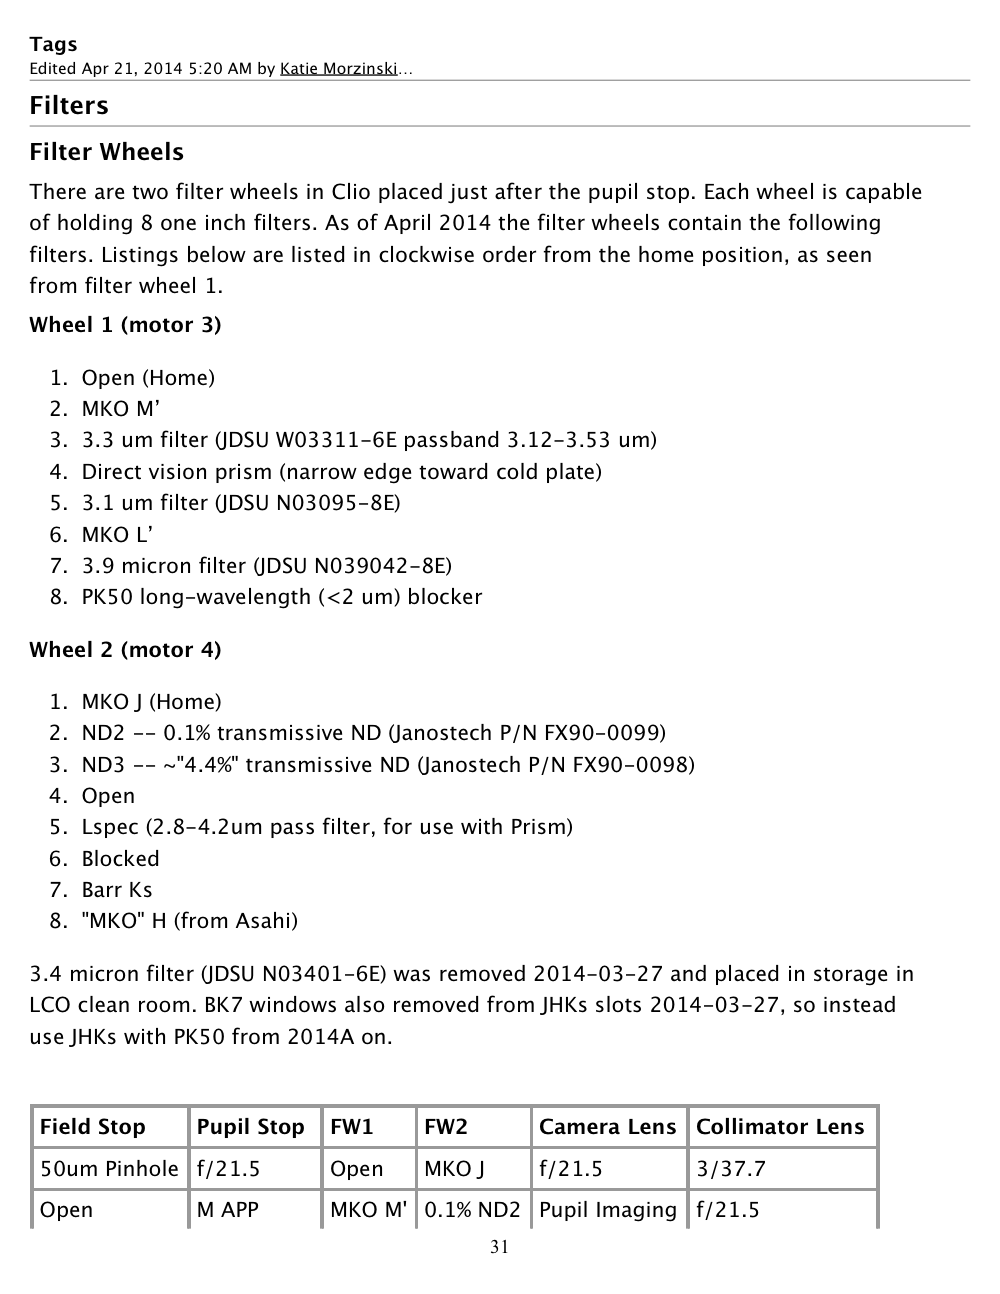 Tags
Edited Apr 21, 2014 5:20 AM by Katie Morzinski...
Filters
Filter Wheels
There are two filter wheels in Clio placed just after the pupil stop. Each wheel is capable
of holding 8 one inch filters. As of April 2014 the filter wheels contain the following
filters. Listings below are listed in clockwise order from the home position, as seen
from filter wheel 1.
Wheel 1 (motor 3)
1. Open (Home)
2. MKO M’
3. 3.3 um filter (JDSU W03311-6E passband 3.12-3.53 um)
4. Direct vision prism (narrow edge toward cold plate)
5. 3.1 um filter (JDSU N03095-8E)
6. MKO L’
7. 3.9 micron filter (JDSU N039042-8E)
8. PK50 long-wavelength (<2 um) blocker
Wheel 2 (motor 4)
1. MKO J (Home)
2. ND2 -- 0.1% transmissive ND (Janostech P/N FX90-0099)
3. ND3 -- ~"4.4%" transmissive ND (Janostech P/N FX90-0098)
4. Open
5. Lspec (2.8-4.2um pass filter, for use with Prism)
6. Blocked
7. Barr Ks
8. "MKO" H (from Asahi)
3.4 micron filter (JDSU N03401-6E) was removed 2014-03-27 and placed in storage in
LCO clean room. BK7 windows also removed from JHKs slots 2014-03-27, so instead
use JHKs with PK50 from 2014A on.
Field Stop Pupil Stop FW1 FW2 Camera Lens Collimator Lens
50um Pinhole f/21.5 Open MKO J f/21.5 3/37.7
Open M APP MKO M' 0.1% ND2 Pupil Imaging f/21.5
31